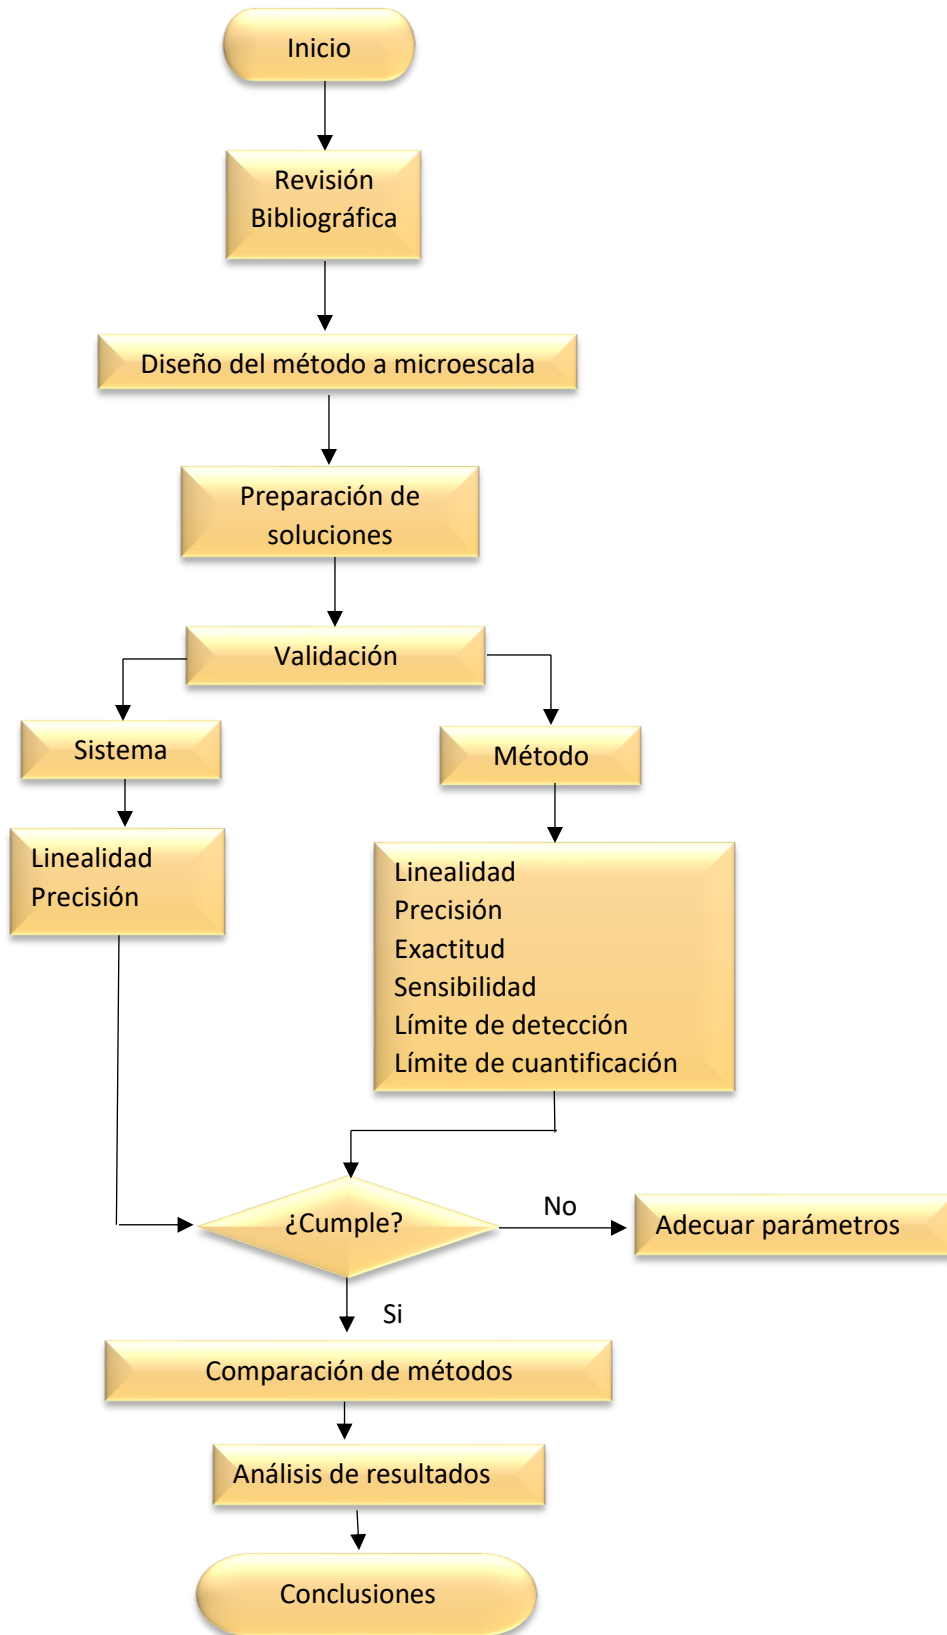 Inicio
Revisión
Bibliográfica
Diseño del método a microescala
Preparación de
soluciones
Validación
Sistema
Método
Linealidad
Precisión
Linealidad
Precisión
Exactitud
Sensibilidad
Límite de detección
Límite de cuantificación
¿Cumple?
No
Adecuar parámetros
Si
Comparación de métodos
Análisis de resultados
Conclusiones